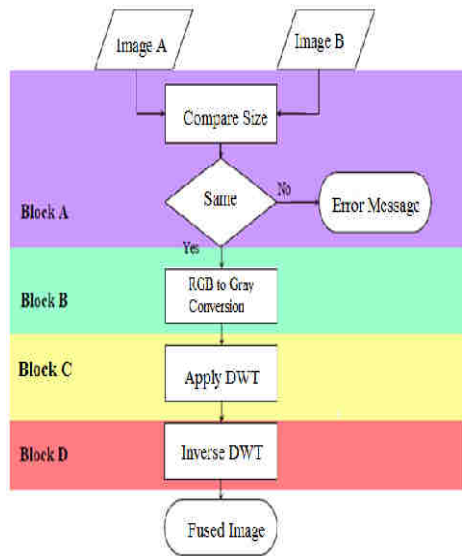 Image A
Image B
Compare Size
Same
No
Error Message
Block A
Yes
RGB to Gray
Conversion
Block B
Block C
Apply DWT
Block D
Inverse DWT
Fused Image